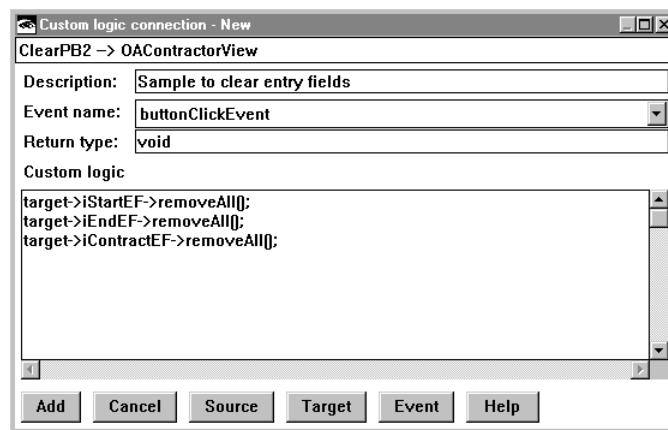 Custom logic connection - New
ClearPB2 –> OAContractorView
Description: Sample to clear entry fields
Event name: buttonClickEvent
Return type: void
Custom logic
target->iStartEF->removeAll();
target->iEndEF->removeAll();
target->iContractEF->removeAll();
Add Cancel Source Target Event Help